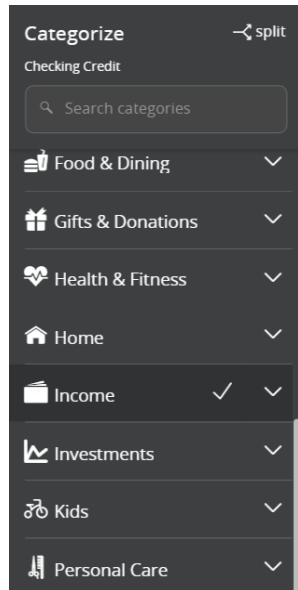 Categorize
split
Checking Credit
Search categories
Food & Dining
Gifts & Donations
Health & Fitness
Home
Income
Investments
Kids
Personal Care